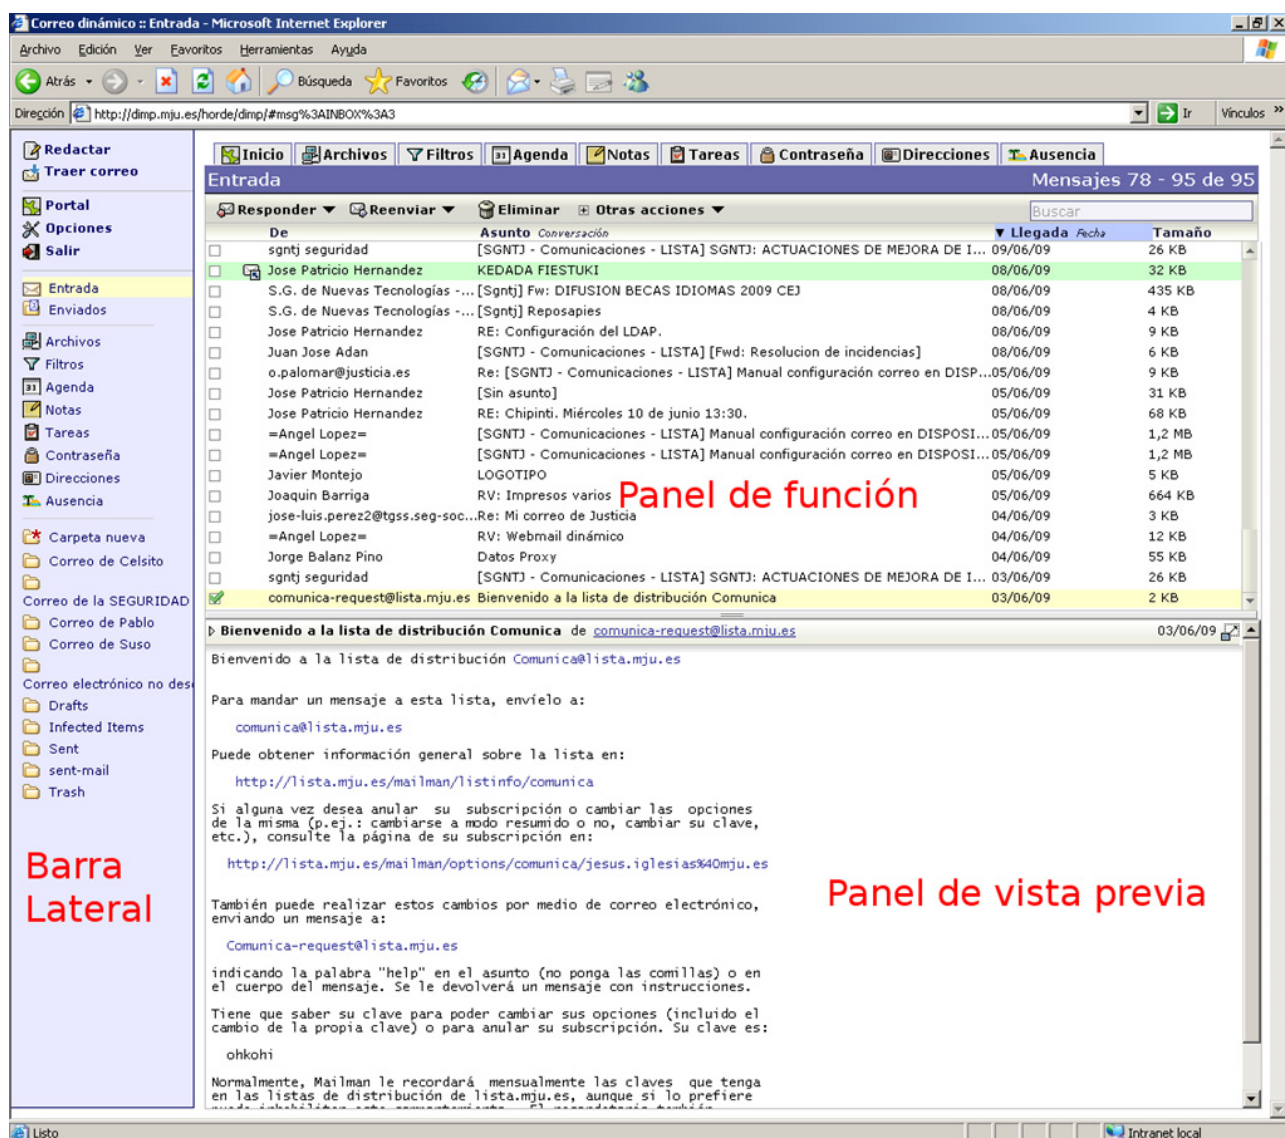 Correo dinámico :: Entrada - Microsoft Internet Explorer
Archivo Edición Ver Favoritos Herramientas Ayuda
Atrás Búsqueda Favoritos
Dirección http://dimp.mju.es/horde/dimp/#msg%3AINBOX%3A3 Ir Vínculos »
Redactar
Traer correo
Portal
Opciones
Salir
Entrada
Enviados
Archivos
Filtros
Agenda
Notas
Tareas
Contraseña
Direcciones
Ausencia
Carpeta nueva
Correo de Celsito
Correo de la SEGURIDAD
Correo de Pablo
Correo de Suso
Correo electrónico no des
Drafts
Infected Items
Sent
sent-mail
Trash
Barra
Lateral
Inicio Archivos Filtros Agenda Notas Tareas Contraseña Direcciones Ausencia
Entrada Mensajes 78 - 95 de 95
Responder Reenviar Eliminar Otras acciones Buscar
De Asunto Conversación Llegada Fecha Tamaño
sgntj seguridad [SGNTJ - Comunicaciones - LISTA] SGNTJ: ACTUACIONES DE MEJORA DE I... 09/06/09 26 KB
Jose Patricio Hernandez KEDADA FIESTUKI 08/06/09 32 KB
S.G. de Nuevas Tecnologías -... [Sgntj] Fw: DIFUSION BECAS IDIOMAS 2009 CEJ 08/06/09 435 KB
S.G. de Nuevas Tecnologías -... [Sgntj] Reposapies 08/06/09 4 KB
Jose Patricio Hernandez RE: Configuración del LDAP. 08/06/09 9 KB
Juan Jose Adan [SGNTJ - Comunicaciones - LISTA] [Fwd: Resolucion de incidencias] 08/06/09 6 KB
o.palomar@justicia.es Re: [SGNTJ - Comunicaciones - LISTA] Manual configuración correo en DISP... 05/06/09 9 KB
Jose Patricio Hernandez [Sin asunto] 05/06/09 31 KB
Jose Patricio Hernandez RE: Chipinti. Miércoles 10 de junio 13:30. 05/06/09 68 KB
=Angel Lopez= [SGNTJ - Comunicaciones - LISTA] Manual configuración correo en DISPOSI... 05/06/09 1,2 MB
=Angel Lopez= [SGNTJ - Comunicaciones - LISTA] Manual configuración correo en DISPOSI... 05/06/09 1,2 MB
Javier Montejo LOGOTIPO 05/06/09 5 KB
Joaquin Barriga RV: Impresos varios 05/06/09 664 KB
Panel de función
jose-luis.perez2@tgss.seg-soc... Re: Mi correo de Justicia 04/06/09 3 KB
=Angel Lopez= RV: Webmail dinámico 04/06/09 12 KB
Jorge Balanz Pino Datos Proxy 04/06/09 55 KB
sgntj seguridad [SGNTJ - Comunicaciones - LISTA] SGNTJ: ACTUACIONES DE MEJORA DE I... 03/06/09 26 KB
comunica-request@lista.mju.es Bienvenido a la lista de distribución Comunica 03/06/09 2 KB
Bienvenido a la lista de distribución Comunica de comunica-request@lista.mju.es 03/06/09
Bienvenido a la lista de distribución Comunica@lista.mju.es
Para mandar un mensaje a esta lista, envíelo a:
comunica@lista.mju.es
Puede obtener información general sobre la lista en:
http://lista.mju.es/mailman/listinfo/comunica
Si alguna vez desea anular su subscripción o cambiar las opciones
de la misma (p.ej.: cambiarse a modo resumido o no, cambiar su clave,
etc.), consulte la página de su subscripción en:
http://lista.mju.es/mailman/options/comunica/jesus.iglesias%40mju.es
Panel de vista previa
También puede realizar estos cambios por medio de correo electrónico,
enviando un mensaje a:
Comunica-request@lista.mju.es
indicando la palabra "help" en el asunto (no ponga las comillas) o en
el cuerpo del mensaje. Se le devolverá un mensaje con instrucciones.
Tiene que saber su clave para poder cambiar sus opciones (incluido el
cambio de la propia clave) o para anular su subscripción. Su clave es:
ohkohi
Normalmente, Mailman le recordará mensualmente las claves que tenga
en las listas de distribución de lista.mju.es, aunque si lo prefiere
Listo Intranet local